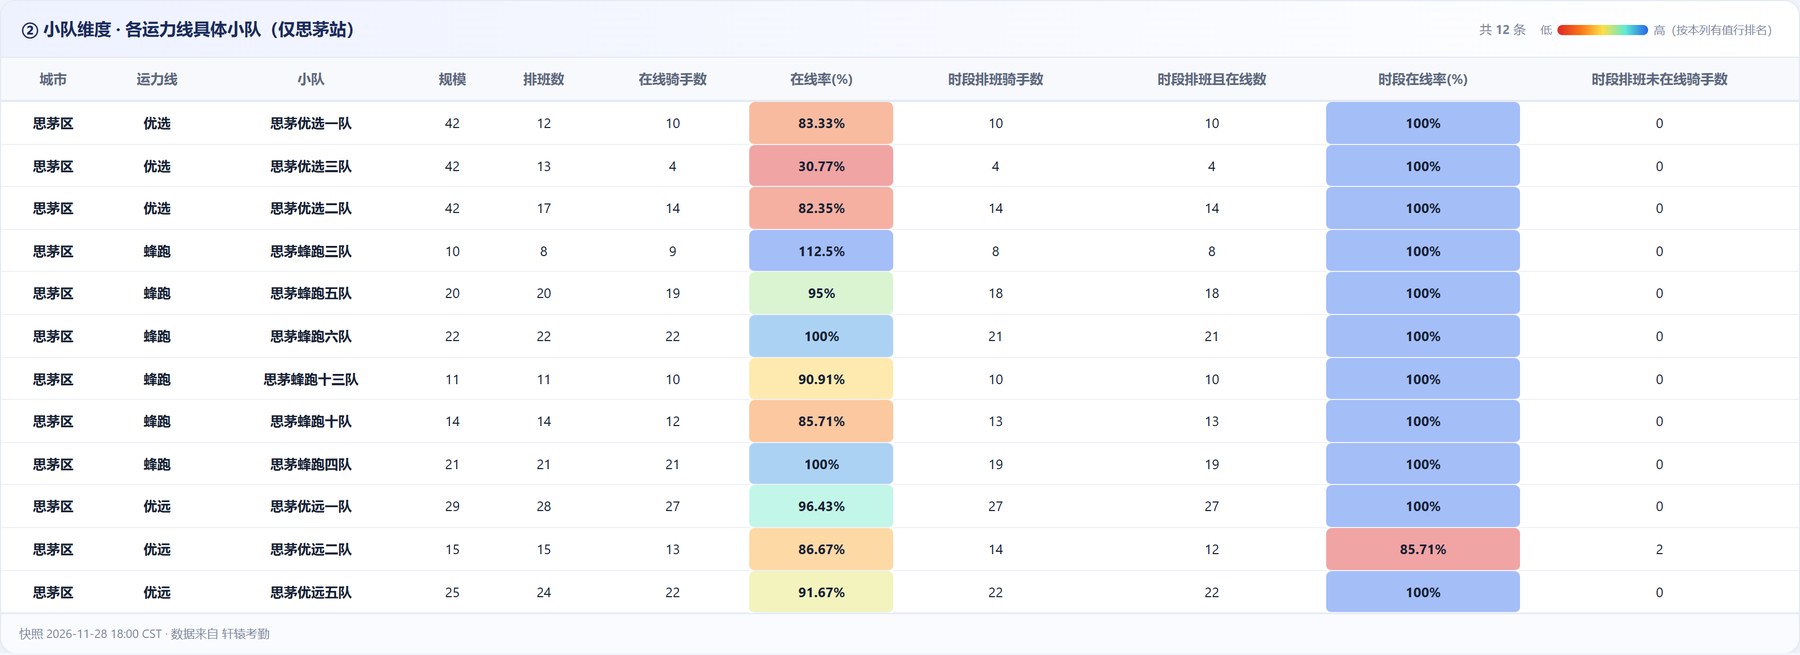 ② 小队维度 · 各运力线具体小队（仅思茅站）
共 12 条 低 高 (按本列有值行排名)
城市 运力线 小队 规模 排班数 在线骑手数 在线率(%) 时段排班骑手数 时段排班且在线数 时段在线率(%) 时段排班未在线骑手数
思茅区 优选 思茅优选一队 42 12 10 83.33% 10 10 100% 0
思茅区 优选 思茅优选三队 42 13 4 30.77% 4 4 100% 0
思茅区 优选 思茅优选二队 42 17 14 82.35% 14 14 100% 0
思茅区 蜂跑 思茅蜂跑三队 10 8 9 112.5% 8 8 100% 0
思茅区 蜂跑 思茅蜂跑五队 20 20 19 95% 18 18 100% 0
思茅区 蜂跑 思茅蜂跑六队 22 22 22 100% 21 21 100% 0
思茅区 蜂跑 思茅蜂跑十三队 11 11 10 90.91% 10 10 100% 0
思茅区 蜂跑 思茅蜂跑十队 14 14 12 85.71% 13 13 100% 0
思茅区 蜂跑 思茅蜂跑四队 21 21 21 100% 19 19 100% 0
思茅区 优远 思茅优远一队 29 28 27 96.43% 27 27 100% 0
思茅区 优远 思茅优远二队 15 15 13 86.67% 14 12 85.71% 2
思茅区 优远 思茅优远五队 25 24 22 91.67% 22 22 100% 0
快照 2026-11-28 18:00 CST · 数据来自 轩辕考勤